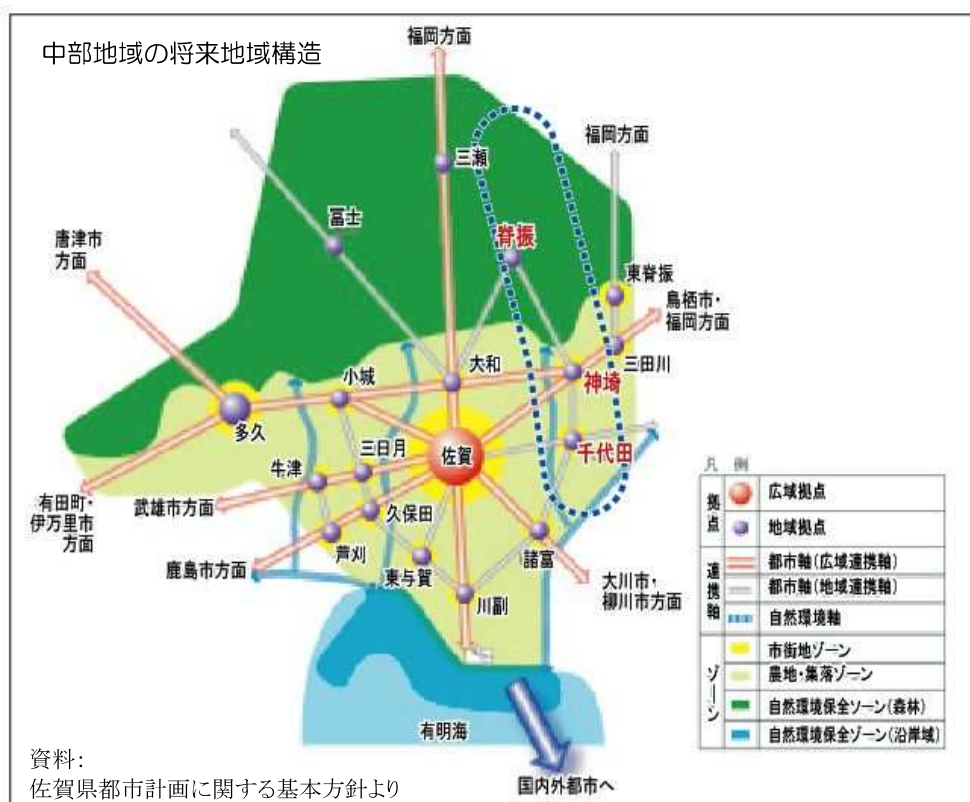 中部地域の将来地域構造
福岡方面
福岡方面
三瀬
冨士
脊振
唐津市
方面
東脊振
鳥栖市・
福岡方面
大和
小城
三田川
神埼
多久
佐賀
千代田
三日月
牛津
有田町・
伊万里市
方面
武雄市方面
久保田
芦刈
諸富
鹿島市方面
東与賀
大川市・
柳川市方面
川副
有明海
国内外都市へ
凡 例
拠点
広域拠点
地域拠点
連携軸
都市軸(広域連携軸)
都市軸(地域連携軸)
自然環境軸
ゾーン
市街地ゾーン
農地・集落ゾーン
自然環境保全ゾーン(森林)
自然環境保全ゾーン(沿岸域)
資料:
佐賀県都市計画に関する基本方針より